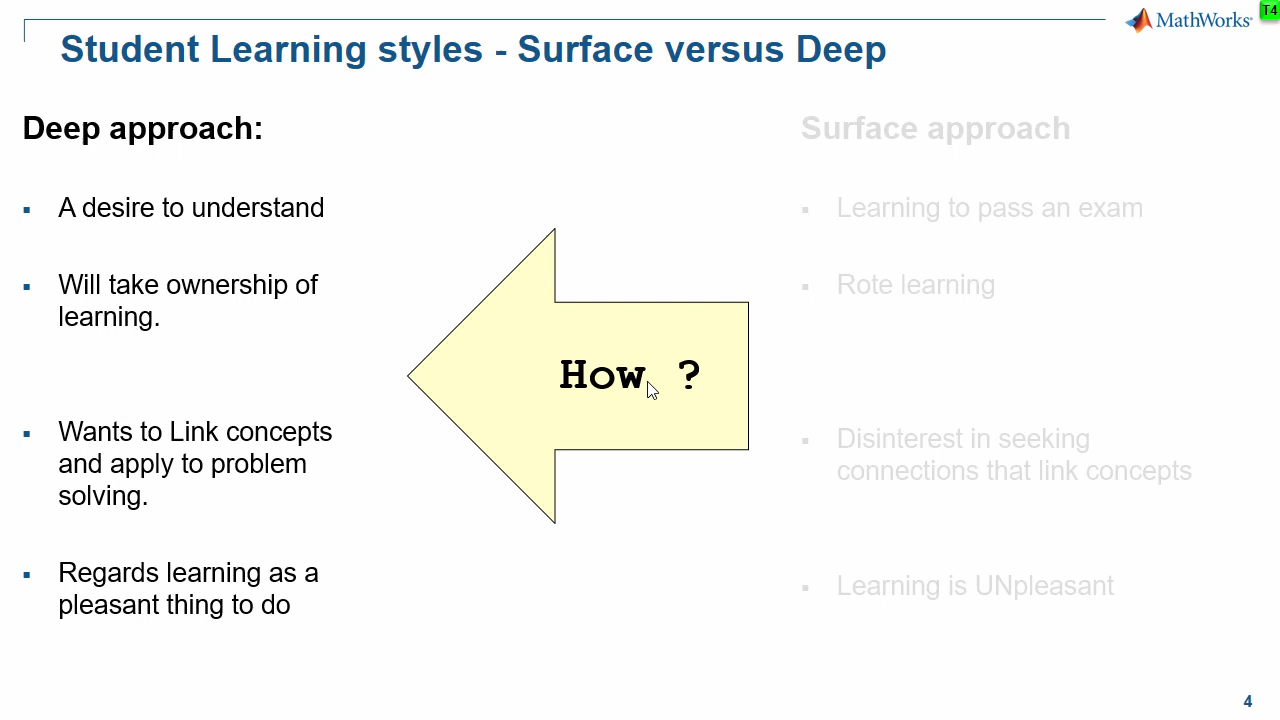 MathWorks®
T4
Student Learning styles - Surface versus Deep
Deep approach:
▪ A desire to understand
▪ Will take ownership of
learning.
▪ Wants to Link concepts
and apply to problem
solving.
▪ Regards learning as a
pleasant thing to do
How ?
Surface approach
▪ Learning to pass an exam
▪ Rote learning
▪ Disinterest in seeking
connections that link concepts
▪ Learning is UNpleasant
4